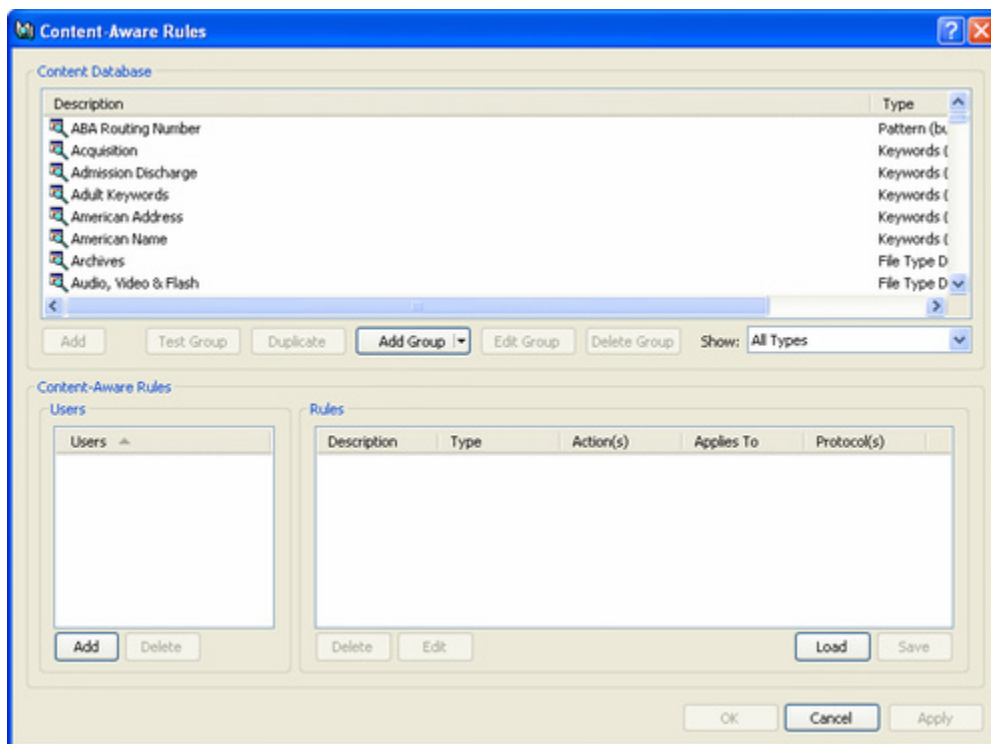 Content-Aware Rules
Content Database
Description Type
ABA Routing Number Pattern (bu
Acquisition Keywords (
Admission Discharge Keywords (
Adult Keywords Keywords (
American Address Keywords (
American Name Keywords (
Archives File Type D
Audio, Video & Flash File Type D
Add Test Group Duplicate Add Group Edit Group Delete Group Show: All Types
Content-Aware Rules
Users Rules
Users Description Type Action(s) Applies To Protocol(s)
Add Delete Delete Edit Load Save
OK Cancel Apply